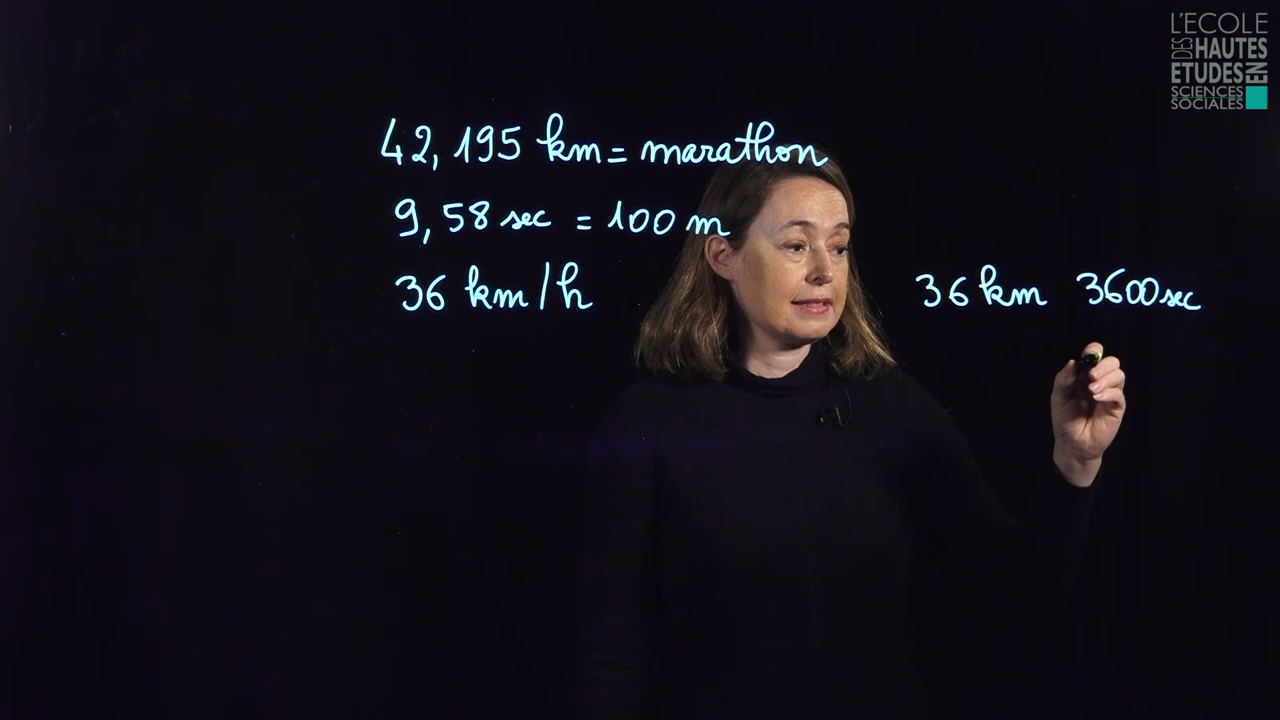 L'ECOLE
DES HAUTES
ETUDES EN
SCIENCES
SOCIALES
42,195 km = marathon
9,58 sec = 100 m
36 km/h
36 km 3600 sec